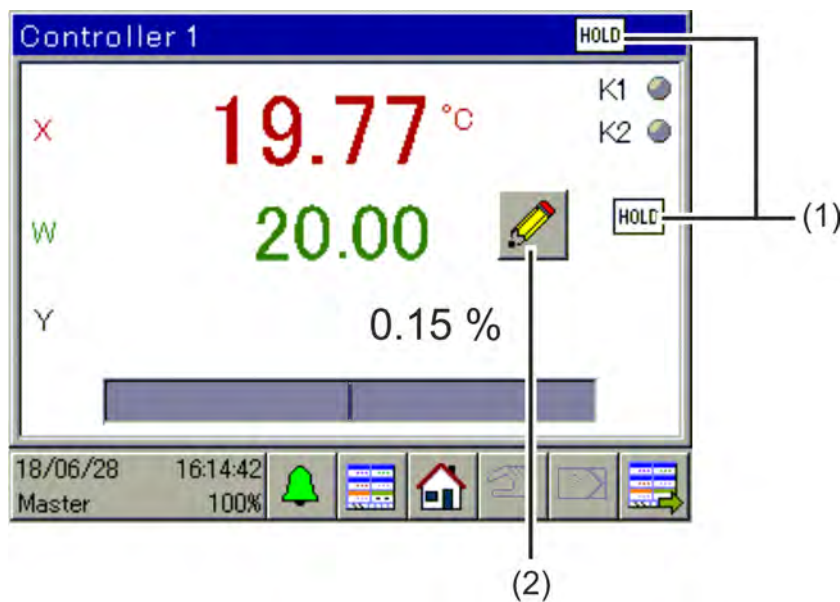 Controller 1 HOLD
X 19.77 °C K1
K2
W 20.00 HOLD (1)
Y 0.15 %
18/06/28 16:14:42
Master 100%
(2)